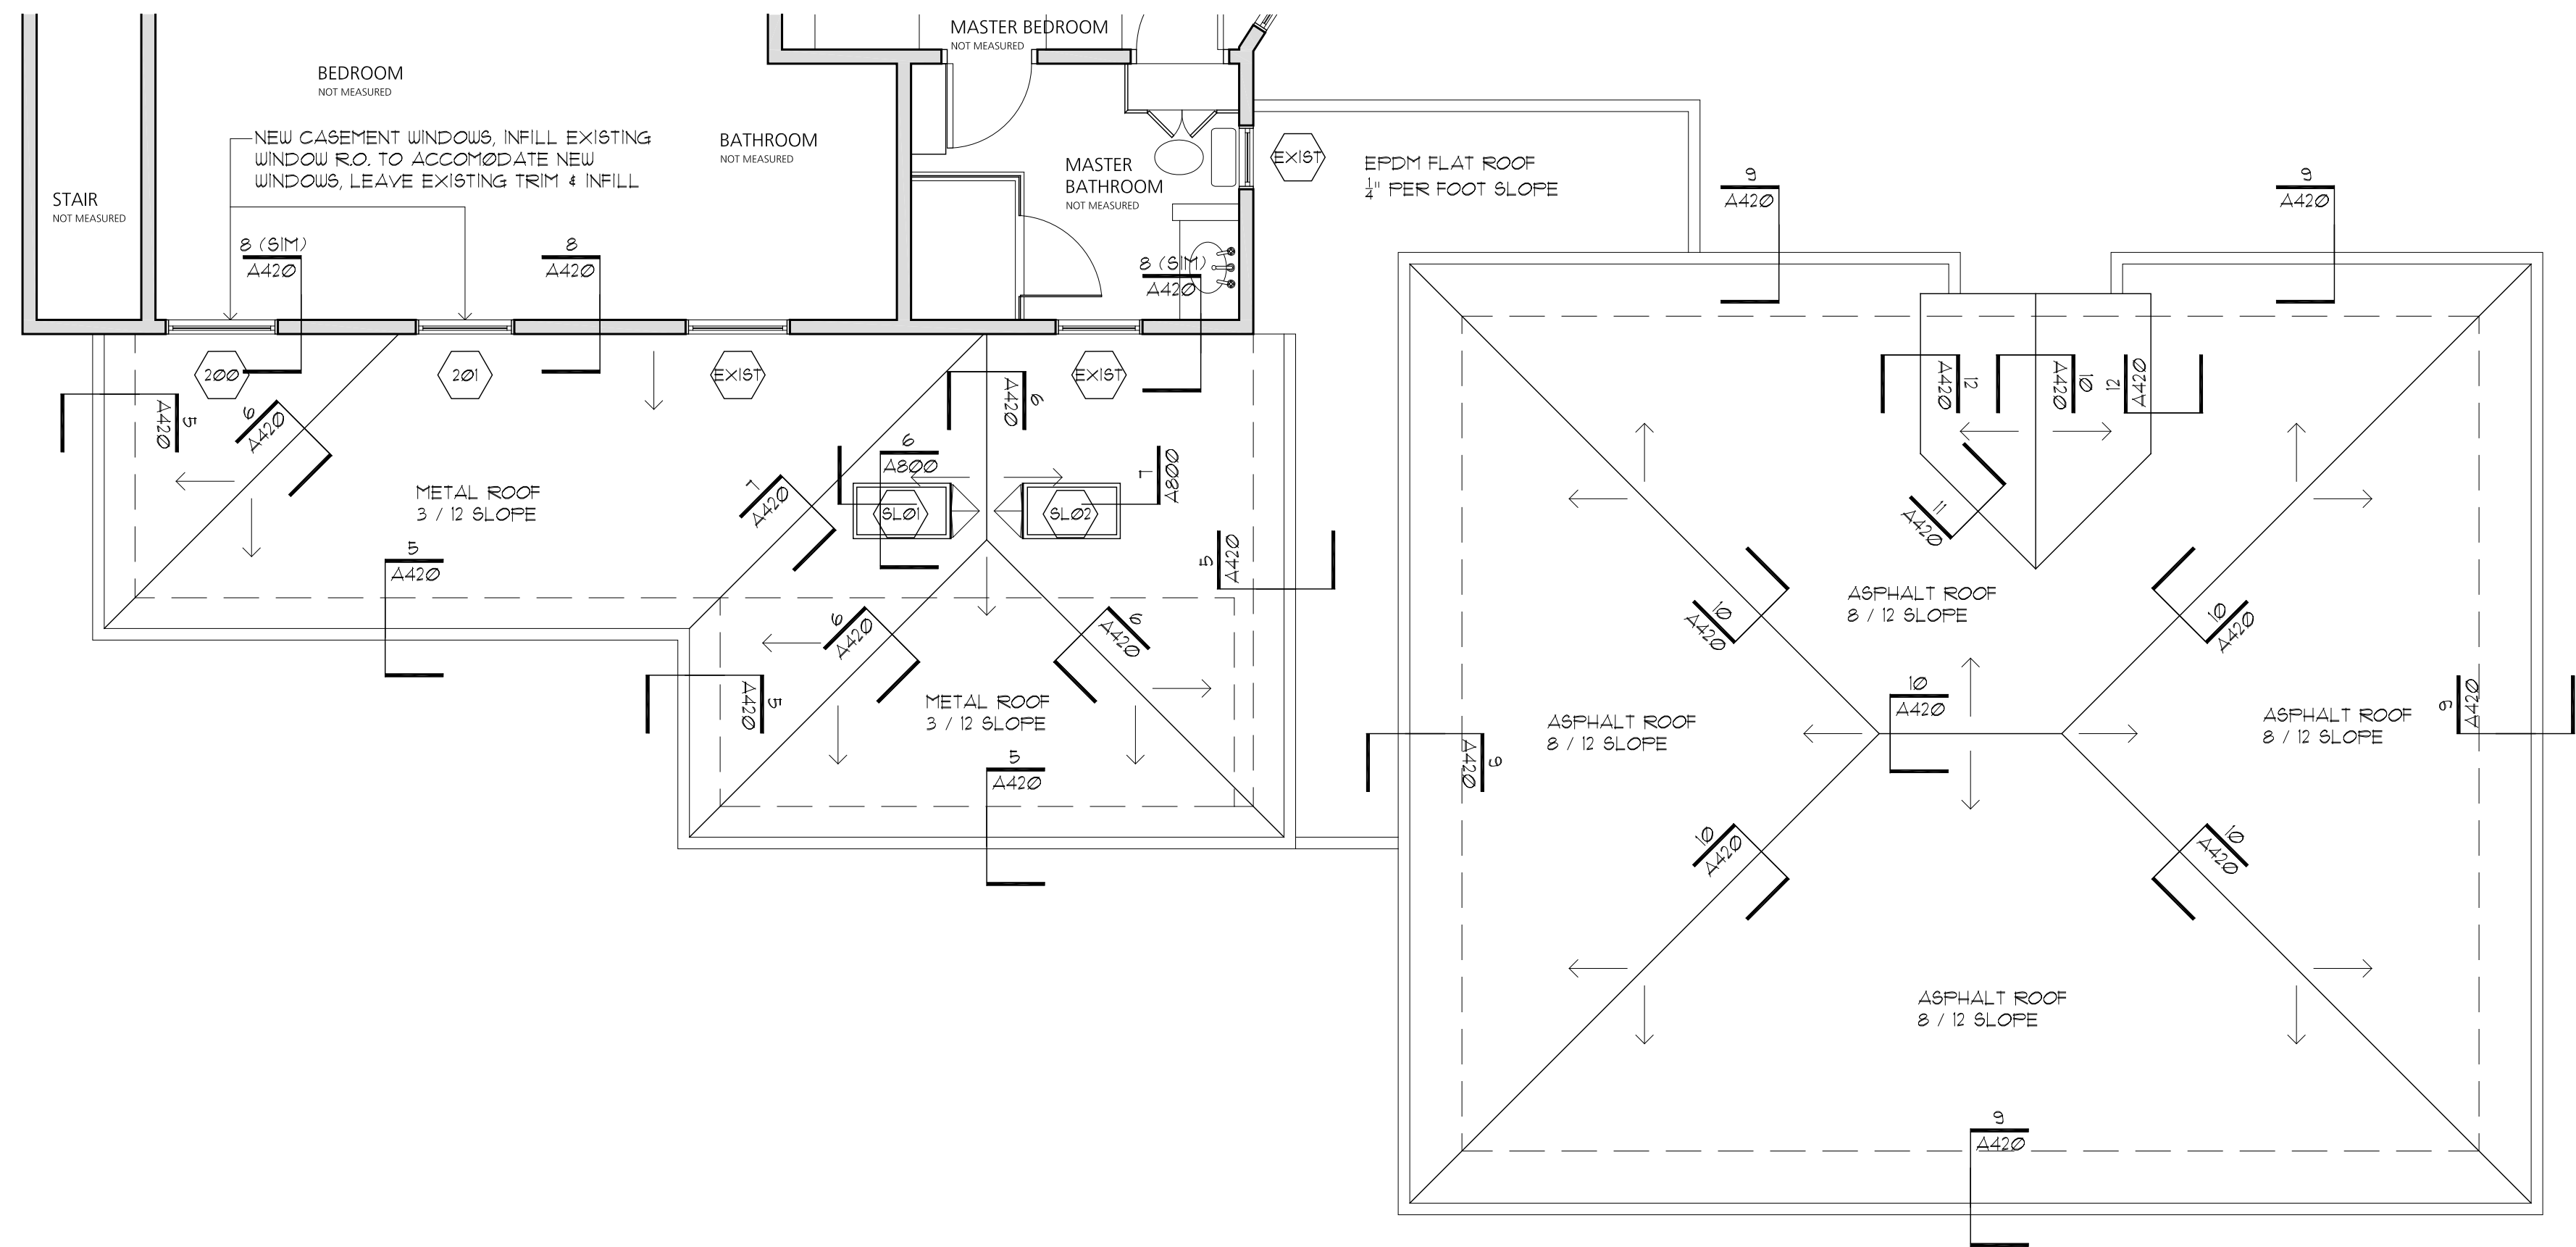 MASTER BEDROOM
NOT MEASURED
BEDROOM
NOT MEASURED
NEW CASEMENT WINDOWS, INFILL EXISTING
WINDOW R.O. TO ACCOMODATE NEW
WINDOWS, LEAVE EXISTING TRIM & INFILL
BATHROOM
NOT MEASURED
MASTER
BATHROOM
NOT MEASURED
EXIST
EPDM FLAT ROOF
1/4" PER FOOT SLOPE
STAIR
NOT MEASURED
9
A420
9
A420
8 (SIM)
A420
8
A420
8 (SIM)
A420
200
201
EXIST
EXIST
5
A420
6
A420
6
A420
12
A420
10
A420
12
A420
6
A800
7
A800
METAL ROOF
3 / 12 SLOPE
7
A420
SL01
SL02
11
A420
5
A420
5
A420
6
A420
6
A420
ASPHALT ROOF
8 / 12 SLOPE
10
A420
10
A420
5
A420
METAL ROOF
3 / 12 SLOPE
10
A420
ASPHALT ROOF
8 / 12 SLOPE
ASPHALT ROOF
8 / 12 SLOPE
9
A420
9
A420
5
A420
10
A420
10
A420
ASPHALT ROOF
8 / 12 SLOPE
9
A420